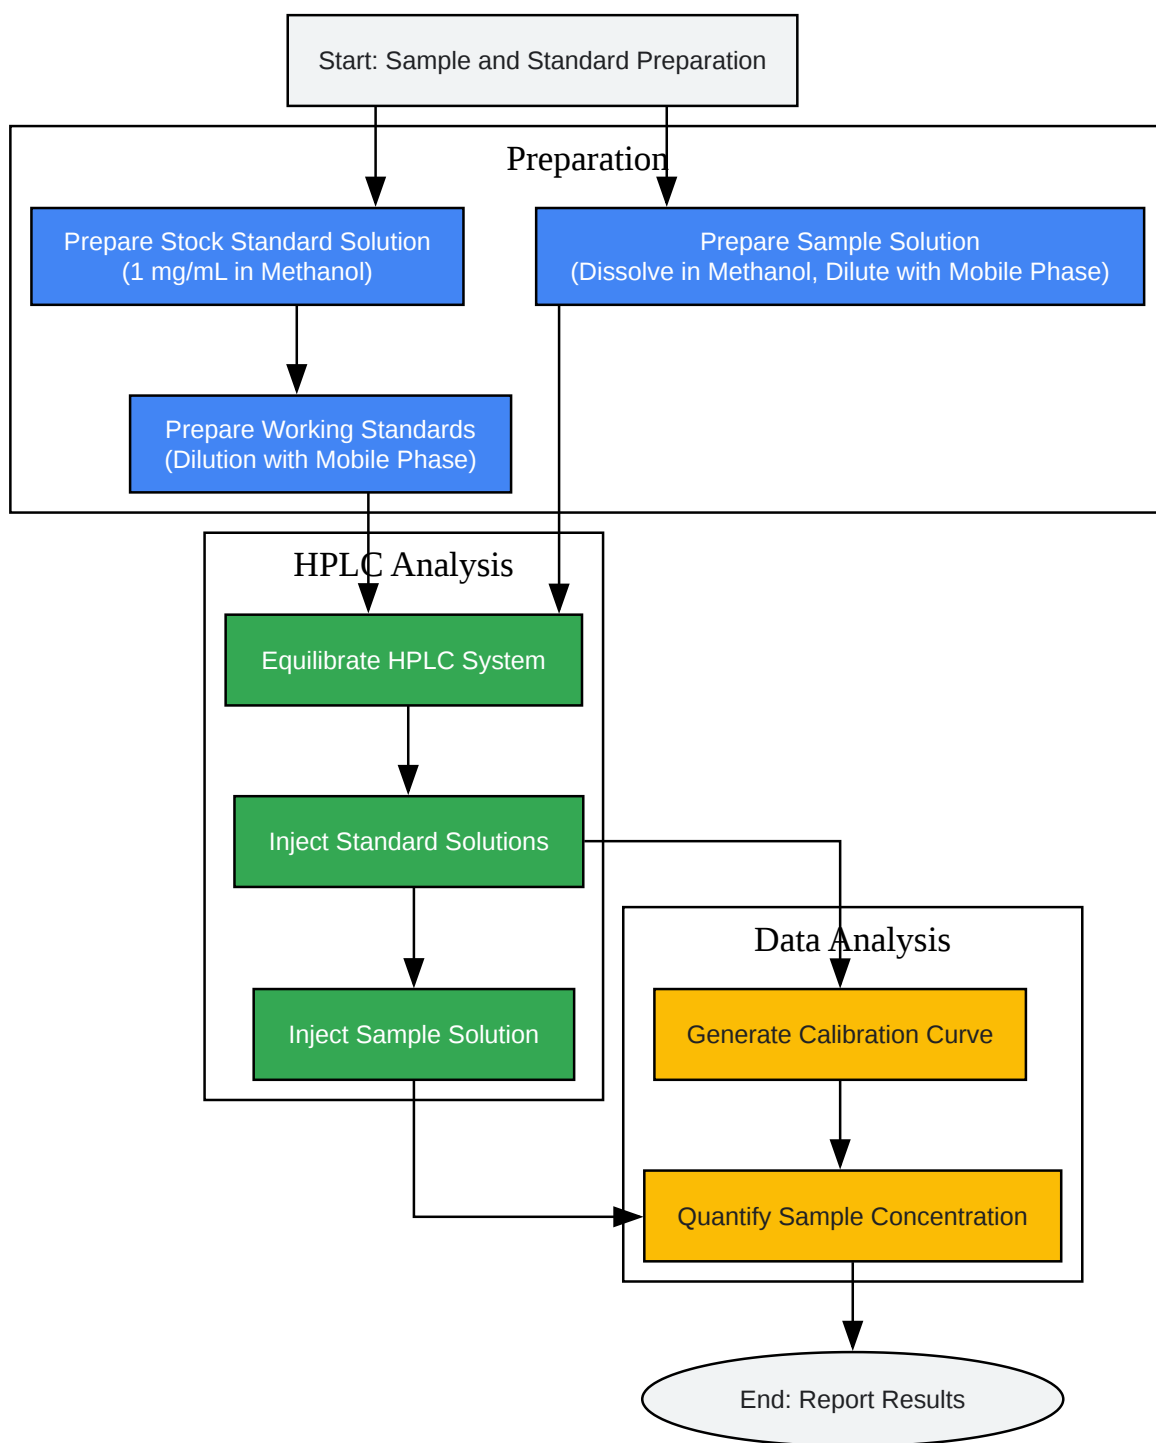 Start: Sample and Standard Preparation
Preparation
Prepare Stock Standard Solution
(1 mg/mL in Methanol)
Prepare Sample Solution
(Dissolve in Methanol, Dilute with Mobile Phase)
Prepare Working Standards
(Dilution with Mobile Phase)
HPLC Analysis
Equilibrate HPLC System
Inject Standard Solutions
Inject Sample Solution
Data Analysis
Generate Calibration Curve
Quantify Sample Concentration
End: Report Results